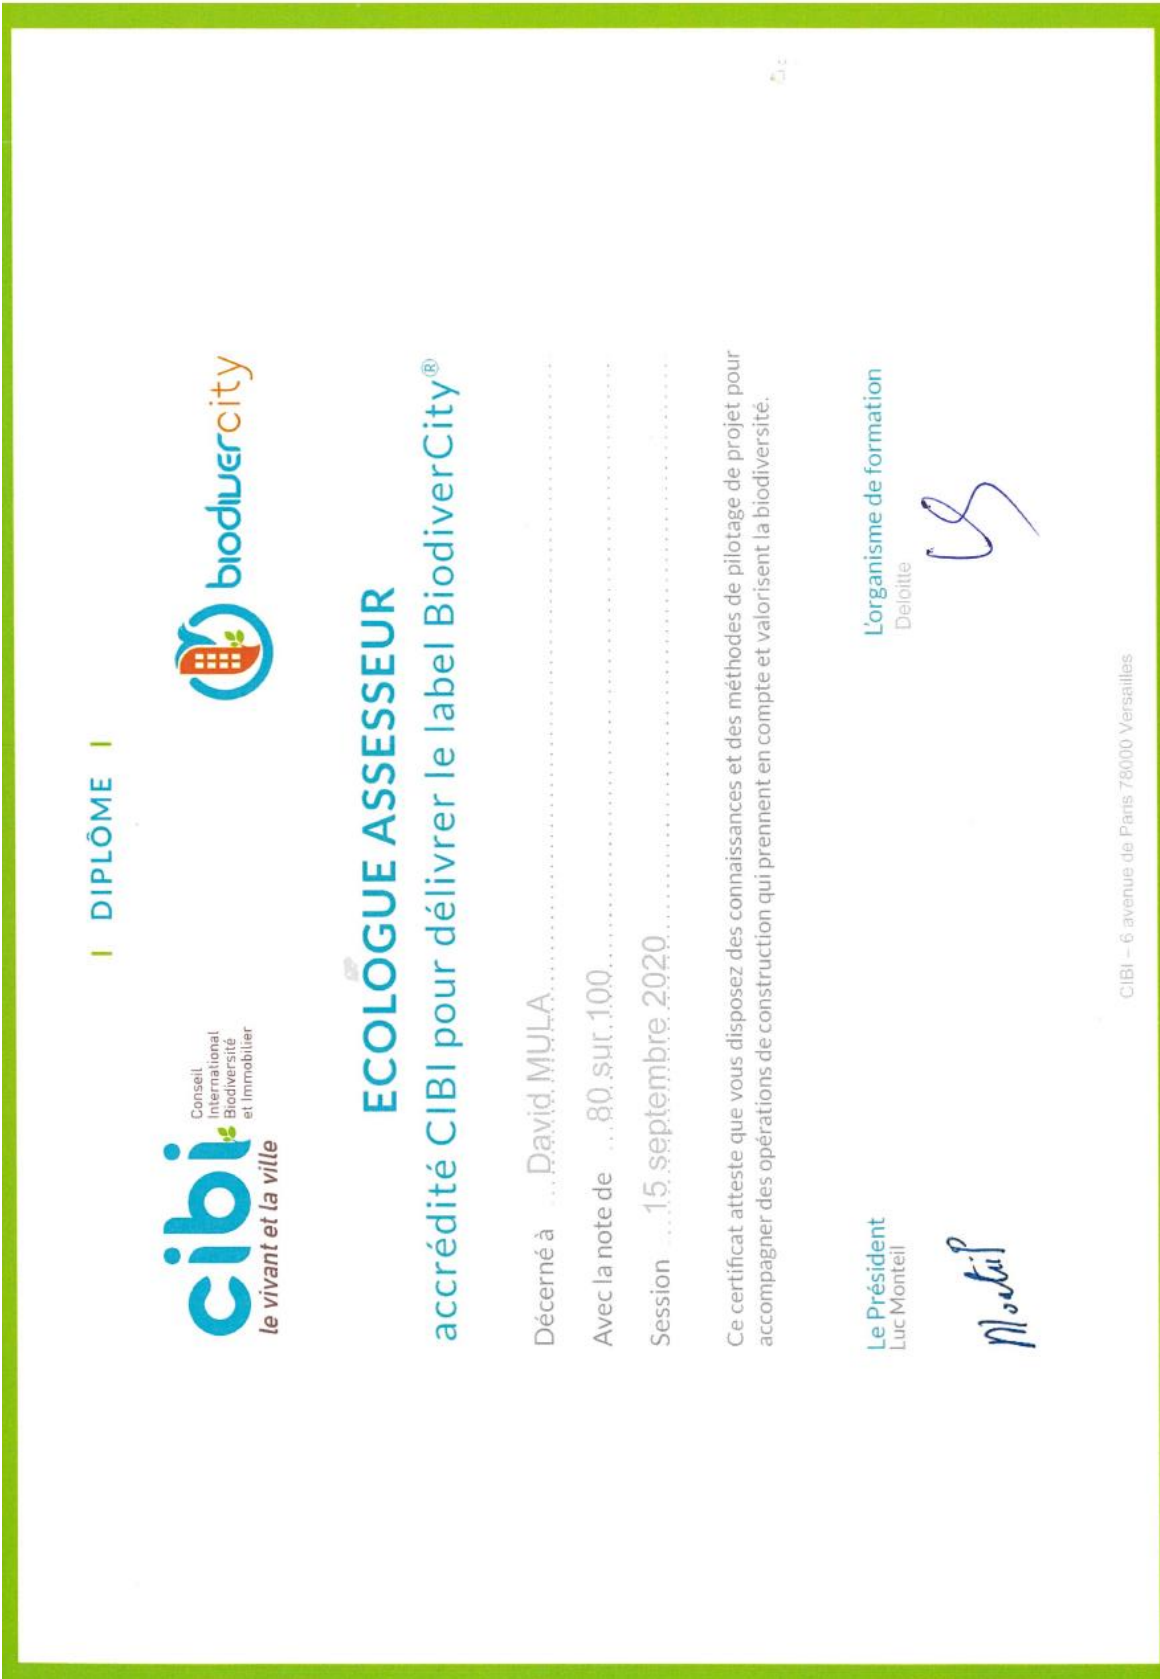 | DIPLÔME |
cibi
Conseil
International
Biodiversité
et Immobilier
le vivant et la ville
biodivercity
ECOLOGUE ASSESSEUR
accrédité CIBI pour délivrer le label BiodiverCity®
Décerné à ...David MULA...
Avec la note de ...80 sur 100...
Session ...15 septembre 2020...
Ce certificat atteste que vous disposez des connaissances et des méthodes de pilotage de projet pour
accompagner des opérations de construction qui prennent en compte et valorisent la biodiversité.
Le Président
Luc Monteil
Monteil
L'organisme de formation
Deloitte
CIBI – 6 avenue de Paris 78000 Versailles